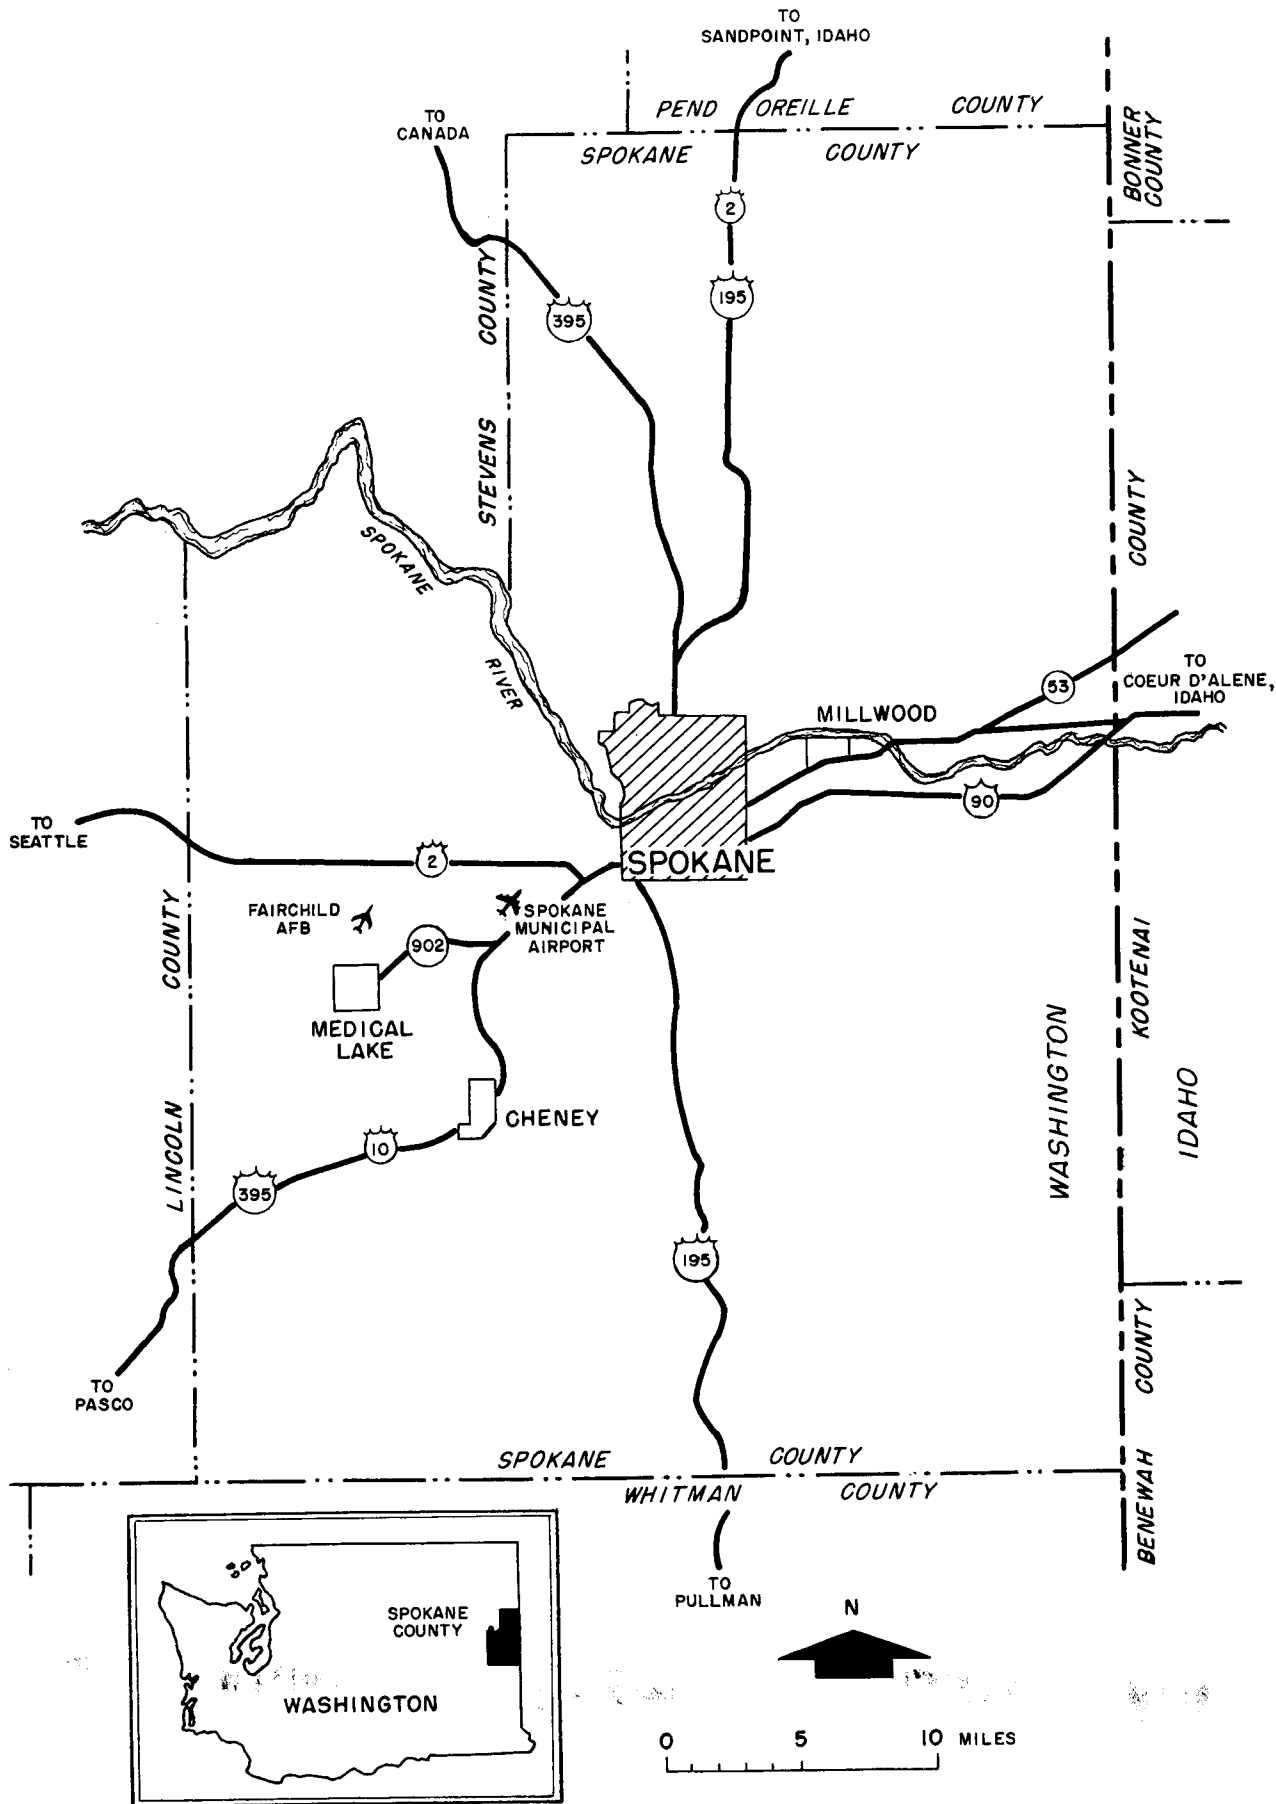 TO
SANDPOINT, IDAHO
PEND OREILLE COUNTY
SPOKANE COUNTY
TO
CANADA
BONNER
COUNTY
2
195
395
STEVENS COUNTY
SPOKANE RIVER
KOOTENAI COUNTY
53
TO
COEUR D'ALENE,
IDAHO
MILLWOOD
90
TO
SEATTLE
2
SPOKANE
FAIRCHILD
AFB
SPOKANE
MUNICIPAL
AIRPORT
902
MEDICAL
LAKE
LINCOLN COUNTY
CHENEY
10
395
WASHINGTON
IDAHO
195
TO
PASCO
BENEWAH COUNTY
SPOKANE COUNTY
WHITMAN COUNTY
TO
PULLMAN
SPOKANE
COUNTY
WASHINGTON
N
0 5 10 MILES